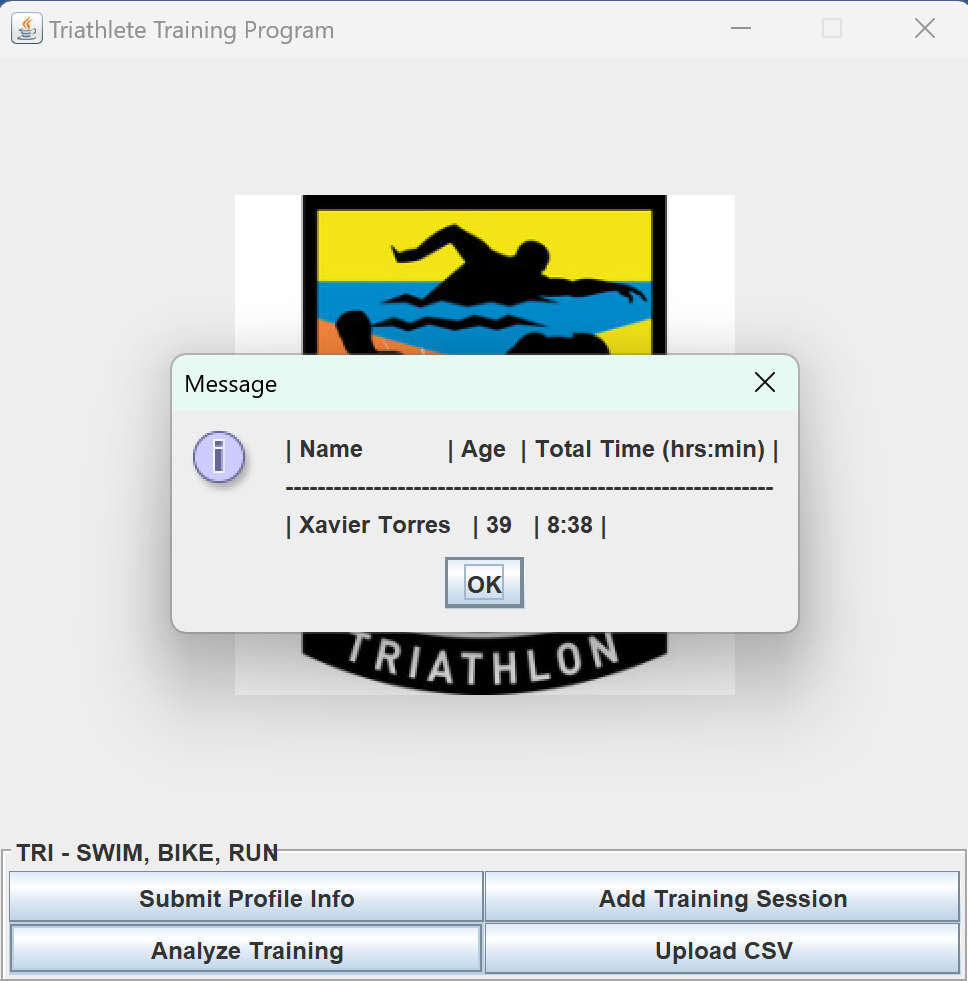 Triathlete Training Program
Message
| Name | Age | Total Time (hrs:min) |
-------------------------------------------------------------
| Xavier Torres | 39 | 8:38 |
OK
TRIATHLON
TRI - SWIM, BIKE, RUN
Submit Profile Info
Add Training Session
Analyze Training
Upload CSV